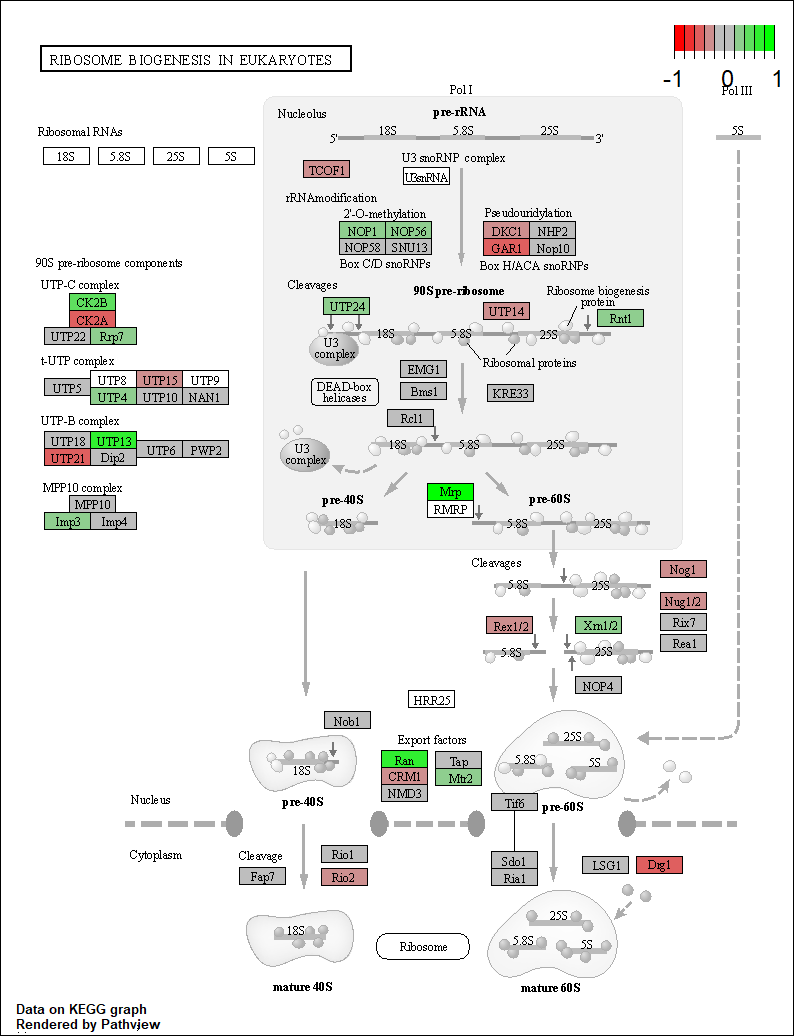 RIBOSOME BIOGENESIS IN EUKARYOTES
-1 0 1
Pol I
Pol III
Nucleolus
pre-rRNA
5' 18S 5.8S 25S 3'
5S
Ribosomal RNAs
18S 5.8S 25S 5S
TCOF1
U3 snoRNP complex
U3snRNA
rRNAmodification
2'-O-methylation
NOP1 NOP56
NOP58 SNU13
Box C/D snoRNPs
Pseudouridylation
DKC1 NHP2
GAR1 Nop10
Box H/ACA snoRNPs
90S pre-ribosome components
UTP-C complex
CK2B
CK2A
UTP22 Rrp7
t-UTP complex
UTP5
UTP8 UTP15 UTP9
UTP4 UTP10 NAN1
UTP-B complex
UTP18 UTP13
UTP21 Dip2
UTP6 PWP2
MPP10 complex
MPP10
Imp3 Imp4
Cleavages
UTP24
90S pre-ribosome
UTP14
Ribosome biogenesis
protein
Rnt1
U3
complex
18S 5.8S 25S
Ribosomal proteins
DEAD-box
helicases
EMG1
Bms1
KRE33
Rcl1
U3
complex
18S 5.8S 25S
pre-40S
18S
Mrp
RMRP
pre-60S
5.8S 25S
Cleavages
5.8S 25S
Nog1
Nug1/2
Rix7
Rea1
Rex1/2
Xrn1/2
5.8S 25S
NOP4
HRR25
Nob1
18S
pre-40S
Export factors
Ran
CRM1
NMD3
Tap
Mtr2
25S
5.8S 5S
Tif6
pre-60S
Nucleus
Cytoplasm
Cleavage
Fap7
Rio1
Rio2
Sdo1
Ria1
LSG1
Drg1
18S
mature 40S
Ribosome
25S
5.8S 5S
mature 60S
Data on KEGG graph
Rendered by Pathview